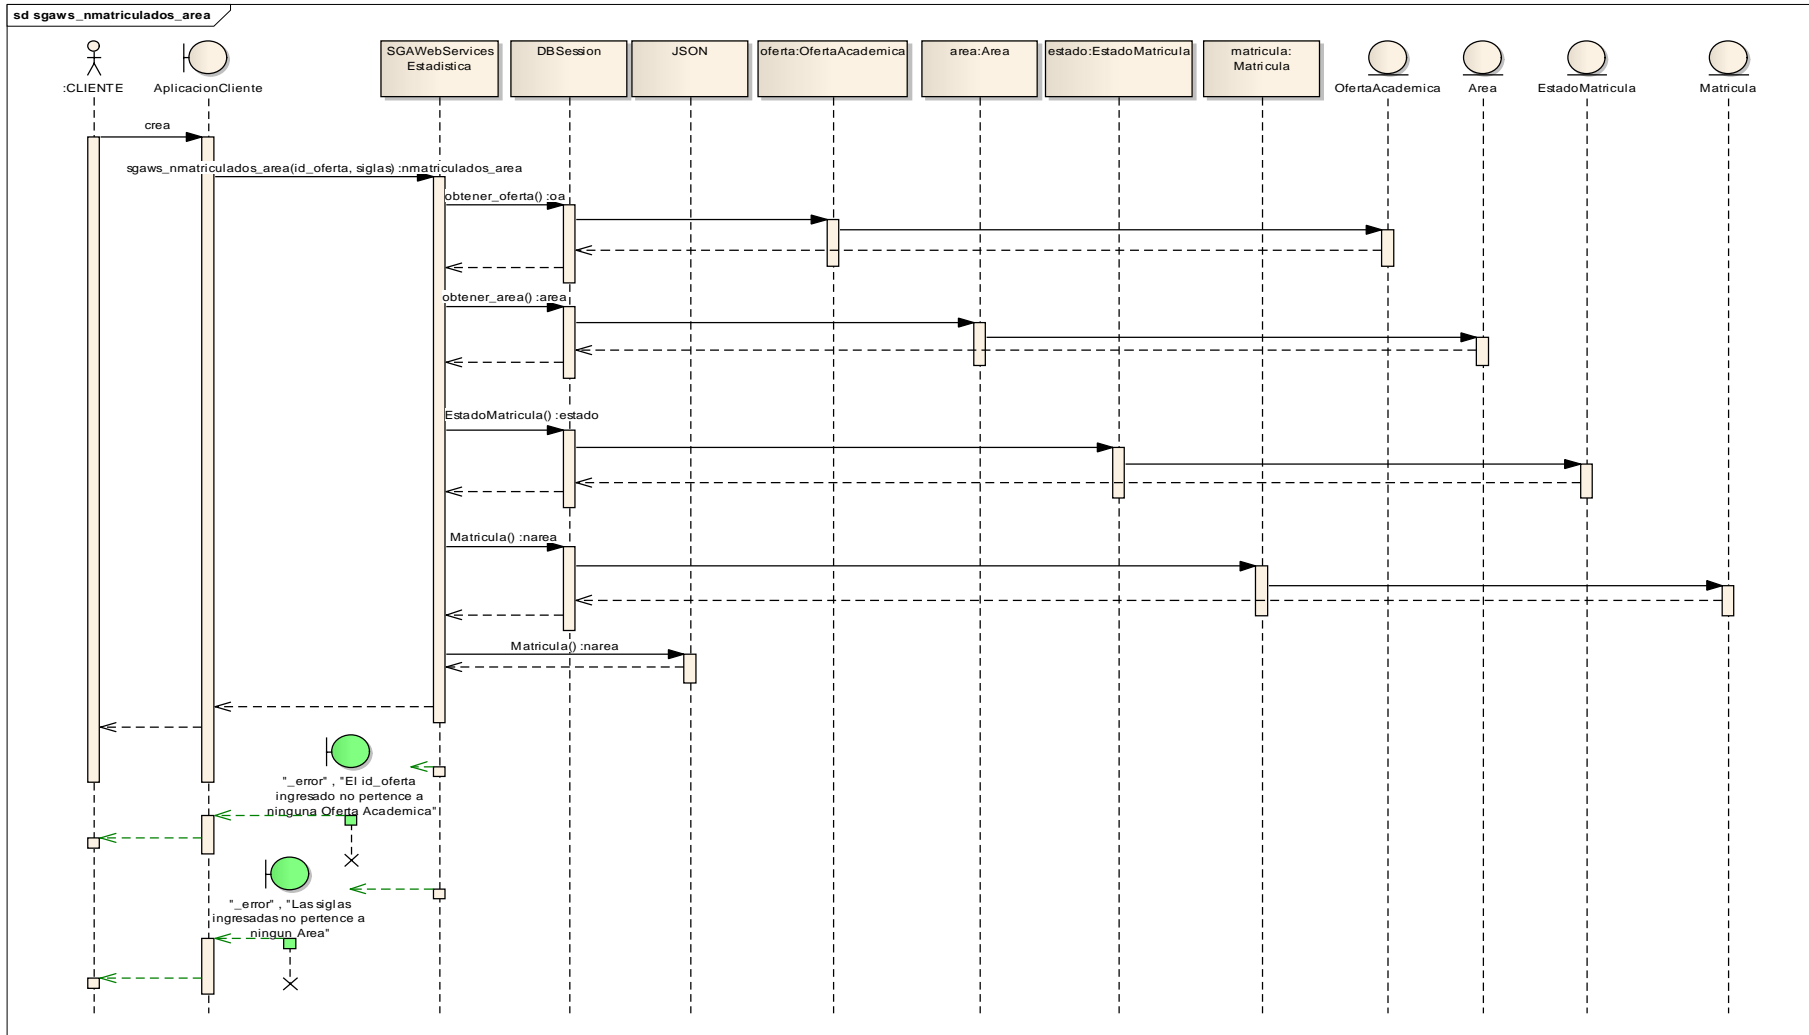 sd sgaws_nmatriculados_area
:CLIENTE
AplicacionCliente
SGAWebServices
Estadistica
DBSession
JSON
oferta:OfertaAcademica
area:Area
estado:EstadoMatricula
matricula:
Matricula
OfertaAcademica
Area
EstadoMatricula
Matricula
crea
sgaws_nmatriculados_area(id_oferta, siglas) :nmatriculados_area
obtener_oferta() :oa
obtener_area() :area
EstadoMatricula() :estado
Matricula() :narea
Matricula() :narea
"_error" , "El id_oferta
ingresado no pertence a
ninguna Oferta Academica"
"_error" , "Las siglas
ingresadas no pertence a
ningun Area"